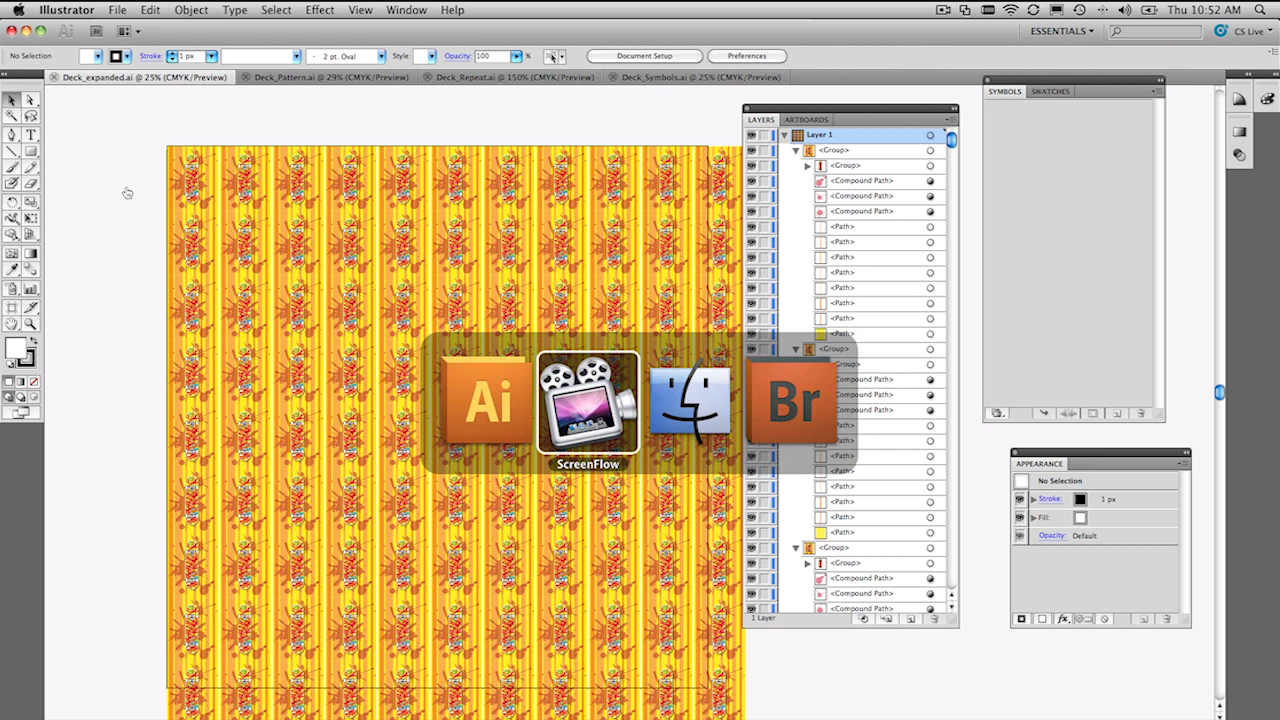 Illustrator File Edit Object Type Select Effect View Window Help Thu 10:52 AM
Ai Br ESSENTIALS CS Live
No Selection Stroke: 1 px 2 pt. Oval Style: Opacity: 100 % Document Setup Preferences
Deck_expanded.ai @ 25% (CMYK/Preview) Deck_Pattern.ai @ 29% (CMYK/Preview) Deck_Repeat.ai @ 150% (CMYK/Preview) Deck_Symbols.ai @ 25% (CMYK/Preview)
SYMBOLS SWATCHES
LAYERS ARTBOARDS
Layer 1
<Group>
<Group>
<Compound Path>
<Compound Path>
<Compound Path>
<Path>
<Path>
<Path>
<Path>
<Path>
<Path>
<Path>
<Path>
<Group>
Compound Path>
Compound Path>
Compound Path>
<Path>
<Path>
<Path>
<Path>
<Path>
<Path>
<Path>
<Path>
<Group>
<Group>
<Compound Path>
<Compound Path>
<Compound Path>
1 Layer
Ai Br
ScreenFlow
APPEARANCE
No Selection
Stroke: 1 px
Fill:
Opacity: Default
fx